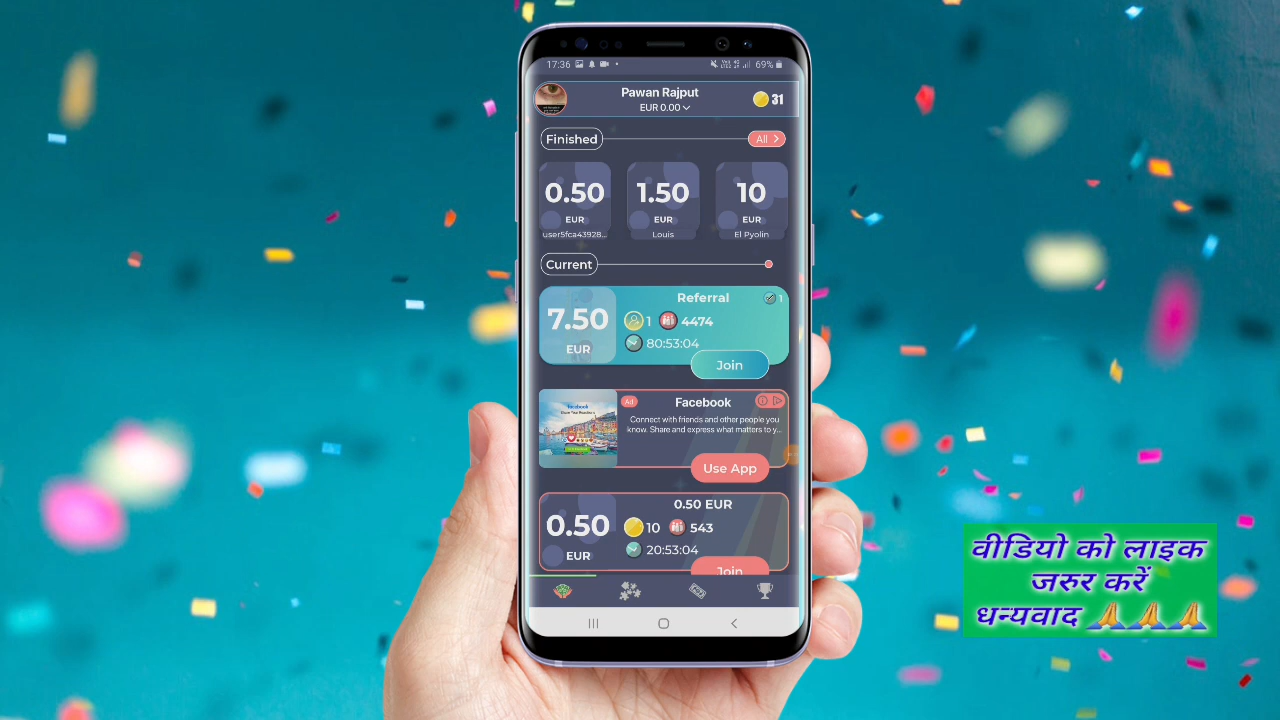 17:36
69%
Pawan Rajput
EUR 0.00
31
Finished
All
0.50
EUR
user5fca43928...
1.50
EUR
Louis
10
EUR
El Pyolin
Current
7.50
EUR
Referral
1
1
4474
80:53:04
Join
facebook
Ad
Facebook
Connect with friends and other people you
know. Share and express what matters to y...
Use App
0.50
EUR
0.50 EUR
10
543
20:53:04
Join
वीडियो को लाइक
जरुर करें
धन्यवाद 🙏🙏🙏